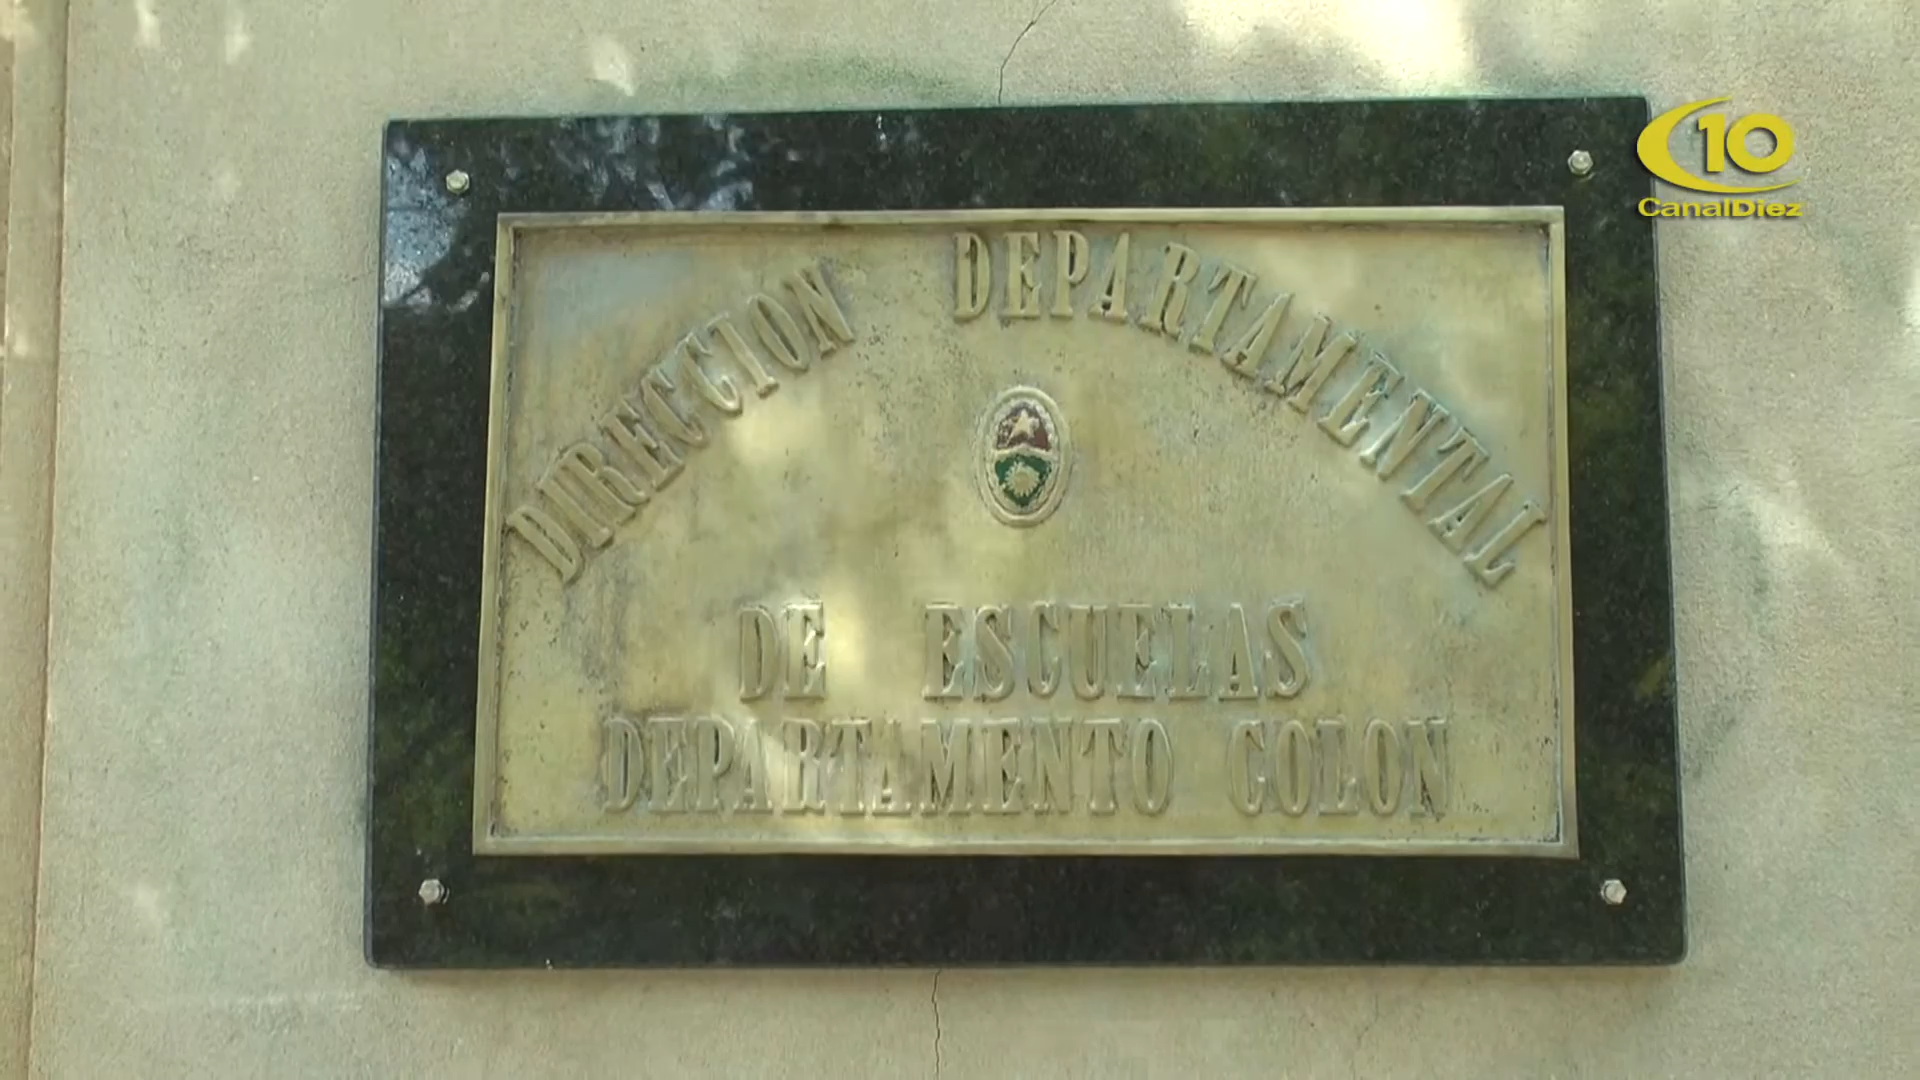 DIRECCION DEPARTAMENTAL
DE ESCUELAS
DEPARTAMENTO COLON
10
CanalDiez